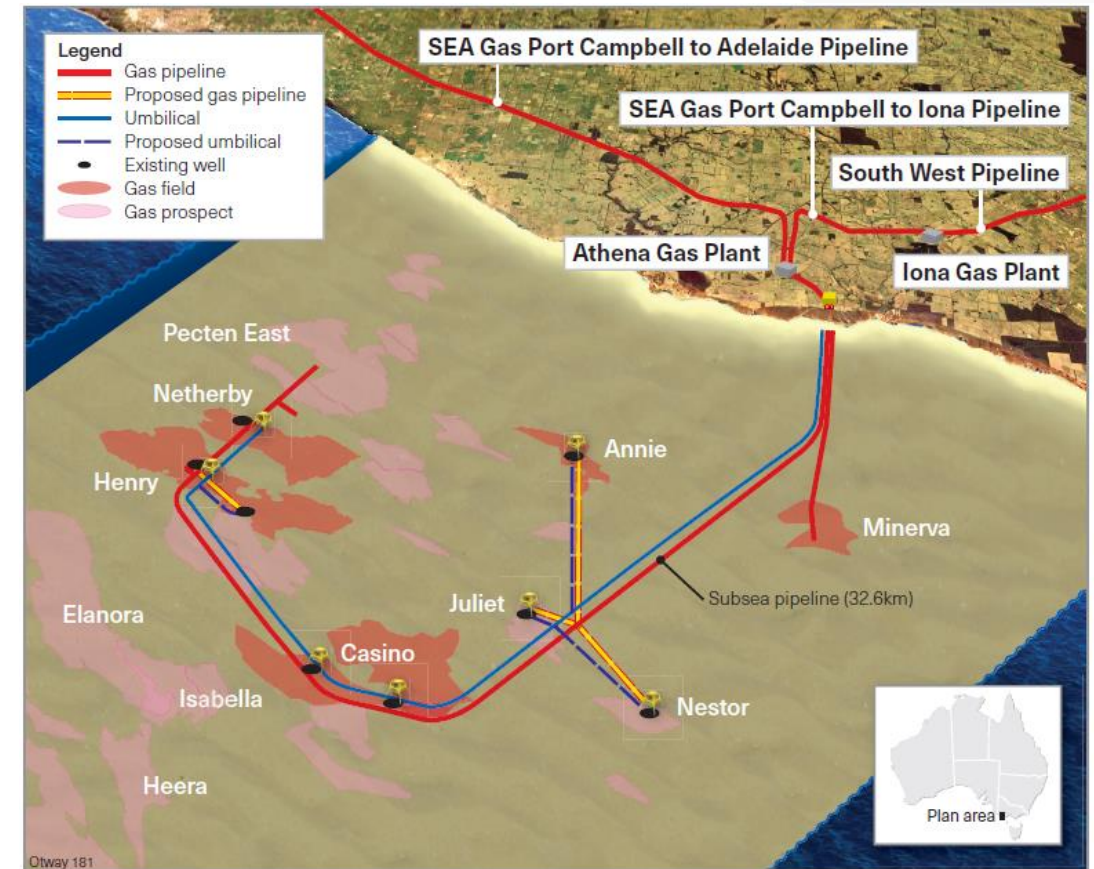 Legend
Gas pipeline
Proposed gas pipeline
Umbilical
Proposed umbilical
Existing well
Gas field
Gas prospect
SEA Gas Port Campbell to Adelaide Pipeline
SEA Gas Port Campbell to Iona Pipeline
South West Pipeline
Athena Gas Plant
Iona Gas Plant
Pecten East
Netherby
Henry
Annie
Minerva
Subsea pipeline (32.6km)
Juliet
Elanora
Casino
Isabella
Nestor
Heera
Plan area
Otway 181